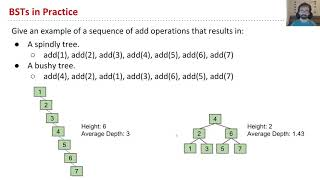 BSTs in Practice
Give an example of a sequence of add operations that results in:
● A spindly tree.
● add(1), add(2), add(3), add(4), add(5), add(6), add(7)
● A bushy tree.
● add(4), add(2), add(1), add(3), add(6), add(5), add(7)
1
2
3
4
5
6
7
Height: 6
Average Depth: 3
4
2 6
1 3 5 7
Height: 2
Average Depth: 1.43